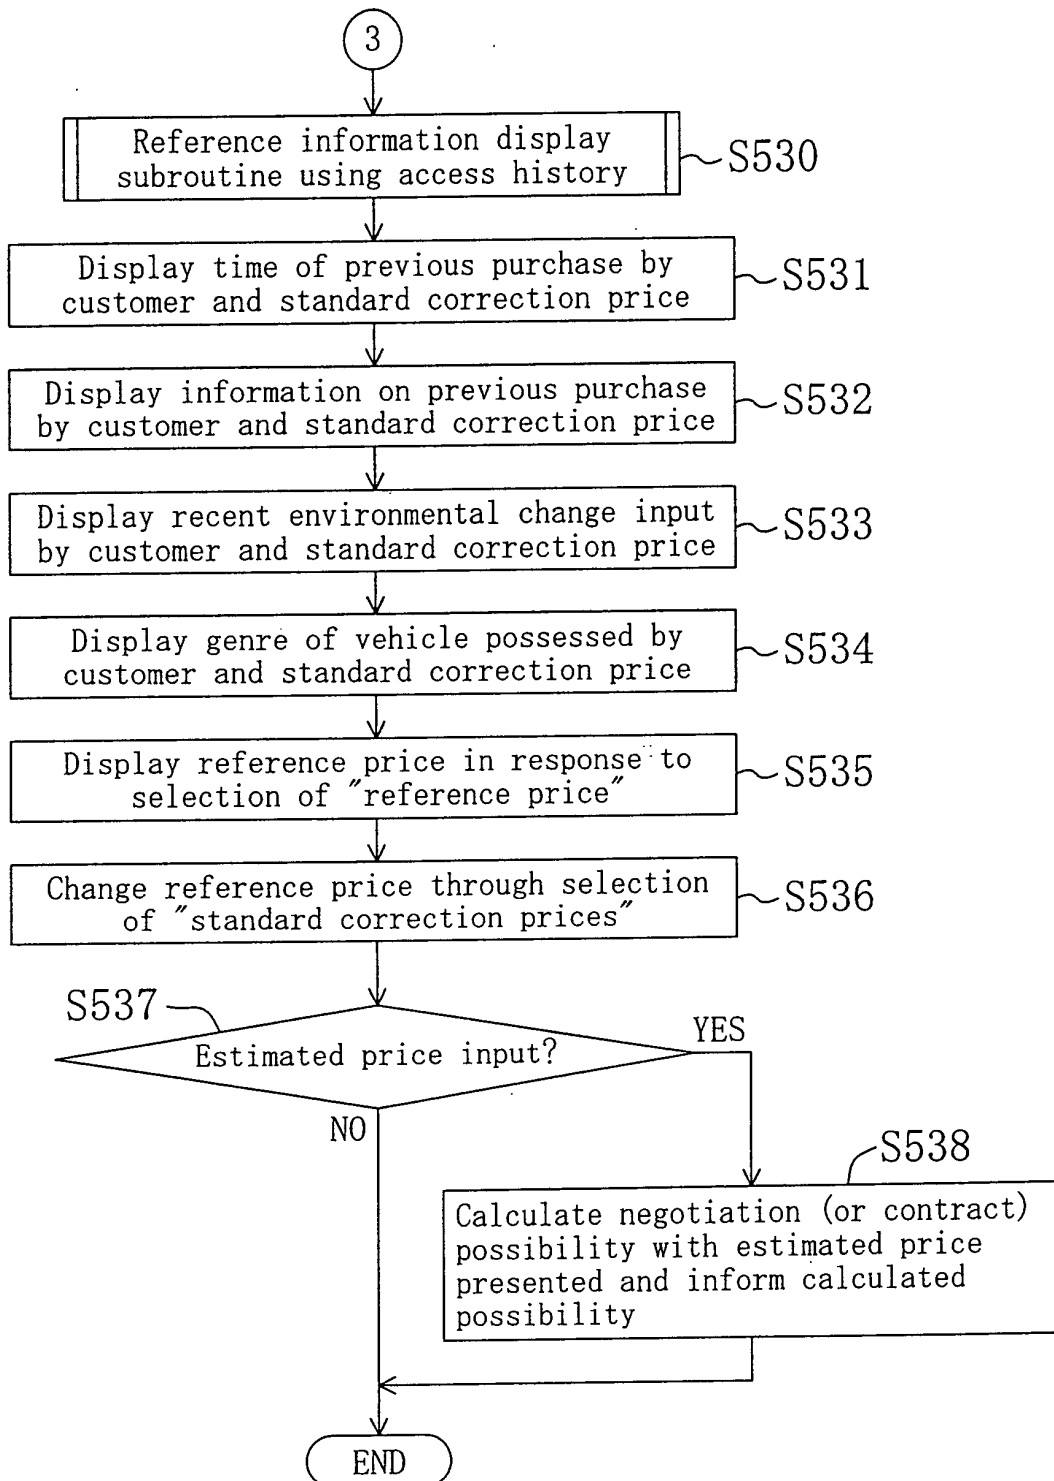 3
Reference information display
subroutine using access history
S530
Display time of previous purchase by
customer and standard correction price
S531
Display information on previous purchase
by customer and standard correction price
S532
Display recent environmental change input
by customer and standard correction price
S533
Display genre of vehicle possessed by
customer and standard correction price
S534
Display reference price in response to
selection of "reference price"
S535
Change reference price through selection
of "standard correction prices"
S536
S537
Estimated price input?
YES
NO
S538
Calculate negotiation (or contract)
possibility with estimated price
presented and inform calculated
possibility
END